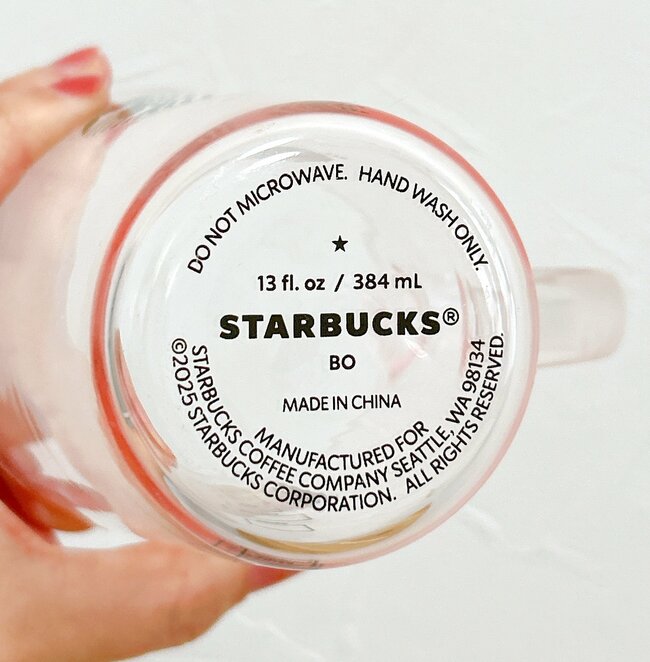 DO NOT MICROWAVE. HAND WASH ONLY.
★
13 fl. oz / 384 mL
STARBUCKS®
BO
MADE IN CHINA
MANUFACTURED FOR
STARBUCKS COFFEE COMPANY SEATTLE, WA 98134
©2025 STARBUCKS CORPORATION. ALL RIGHTS RESERVED.